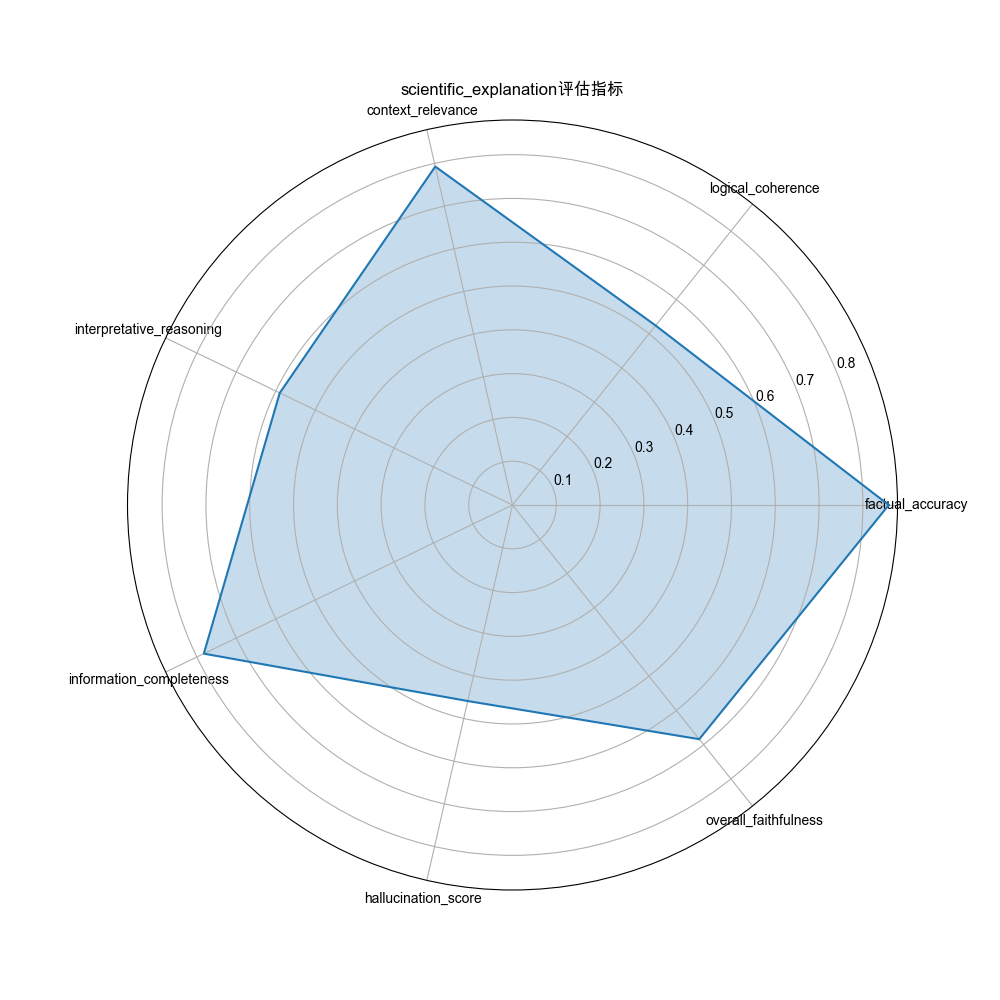 scientific_explanation评估指标
context_relevance
logical_coherence
interpretative_reasoning
0.8
0.7
0.6
0.5
0.4
0.3
0.2
0.1
factual_accuracy
information_completeness
overall_faithfulness
hallucination_score